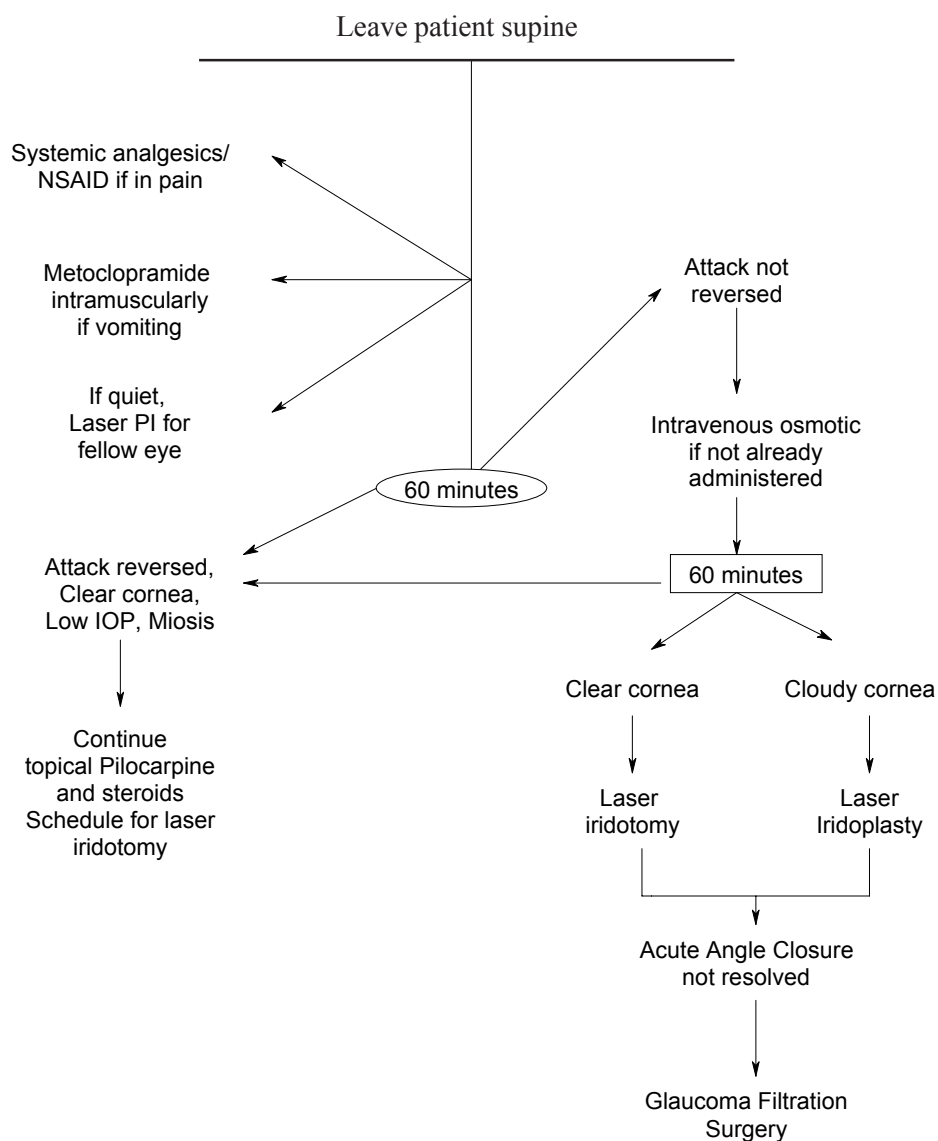 Leave patient supine
Systemic analgesics/
NSAID if in pain
Metoclopramide
intramuscularly
if vomiting
If quiet,
Laser PI for
fellow eye
60 minutes
Attack not
reversed
Intravenous osmotic
if not already
administered
60 minutes
Attack reversed,
Clear cornea,
Low IOP, Miosis
Continue
topical Pilocarpine
and steroids
Schedule for laser
iridotomy
Clear cornea
Cloudy cornea
Laser
iridotomy
Laser
Iridoplasty
Acute Angle Closure
not resolved
Glaucoma Filtration
Surgery